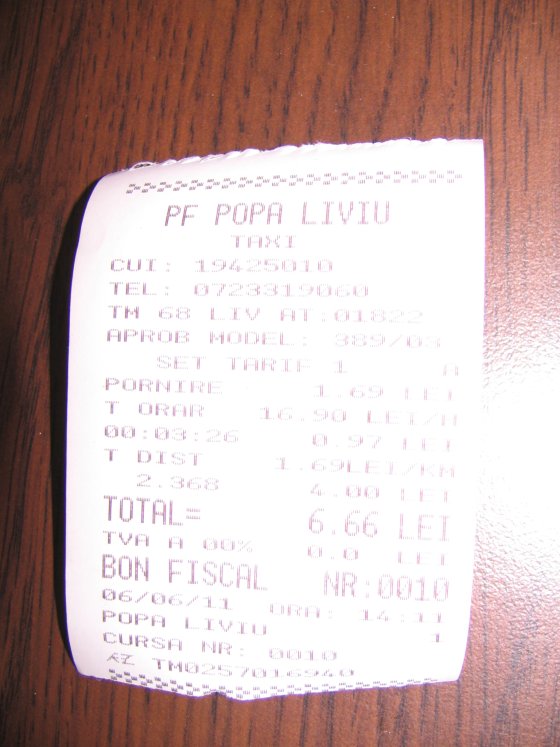 PF POPA LIVIU
TAXI
CUI: 19425010
TEL: 0723319060
TM 68 LIV AT:01822
APROB MODEL: 389/03
SET TARIF 1 A
PORNIRE 1.69 LEI
T ORAR 16.90 LEI/H
00:03:26 0.97 LEI
T DIST 1.69LEI/KM
2.368 4.00 LEI
TOTAL= 6.66 LEI
TVA A 00% 0.0 LEI
BON FISCAL NR:0010
06/06/11 ORA: 14:11
POPA LIVIU 1
CURSA NR: 0010
TM0257016940